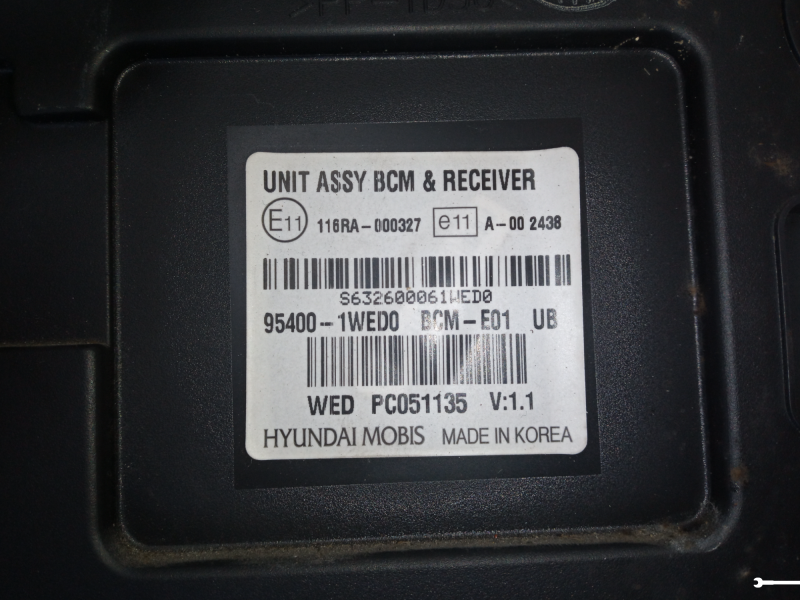 UNIT ASSY BCM & RECEIVER
E11 116RA-000327 e11 A-00 2438
S632600061WED0
95400-1WED0 BCM-E01 UB
WED PC051135 V:1.1
HYUNDAI MOBIS MADE IN KOREA